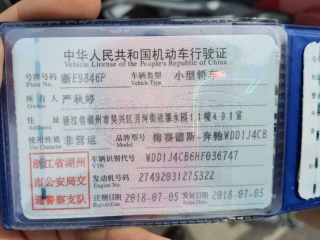 中华人民共和国机动车行驶证
Vehicle License of the People's Republic of China
号牌号码 浙E9846P 车辆类型 小型轿车
Plate No. Vehicle Type
所有人 严秋婷
Owner
住址 浙江省湖州市吴兴区月河街道 永园11幢401室
Address
使用性质 非营运 品牌型号 梅赛德斯-奔驰WDD1J4CB
Use Character Model
浙江省湖州市公安局交通警察支队
车辆识别代号 WDD1J4CB6HF036747
VIN
发动机号码 27492031275322
Engine No.
注册日期 2018-07-05 发证日期 2018-07-05
Register Date Issue Date